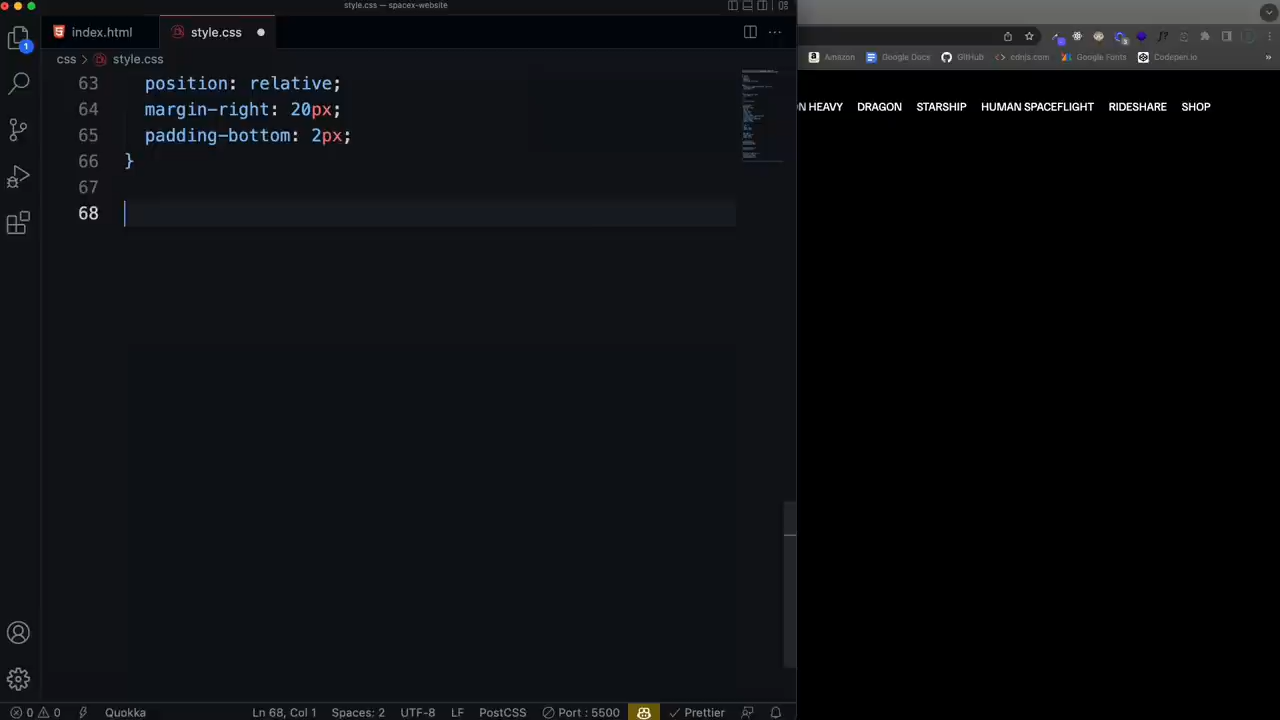 style.css — spacex-website
index.html
style.css
css > style.css
63 position: relative;
64 margin-right: 20px;
65 padding-bottom: 2px;
66 }
67
68
1
0 0 Quokka Ln 68, Col 1 Spaces: 2 UTF-8 LF PostCSS Port : 5500 Prettier
Amazon Google Docs GitHub cdnjs.com Google Fonts Codepen.io »
ON HEAVY DRAGON STARSHIP HUMAN SPACEFLIGHT RIDESHARE SHOP